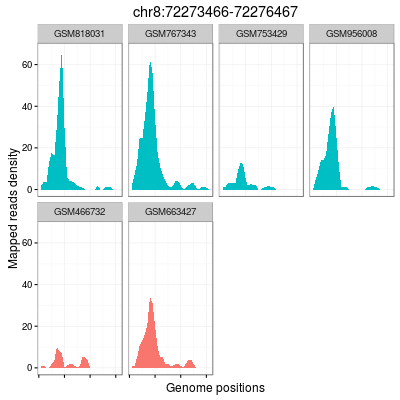 chr8:72273466-72276467
GSM818031 GSM767343 GSM753429 GSM956008
60
40
20
0
GSM466732 GSM663427
60
40
20
0
Mapped reads density
Genome positions